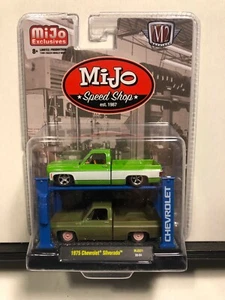 MiJo
Exclusives
M2
MiJo
Speed Shop
est. 1987
CHEVROLET
1975 Chevrolet Silverado